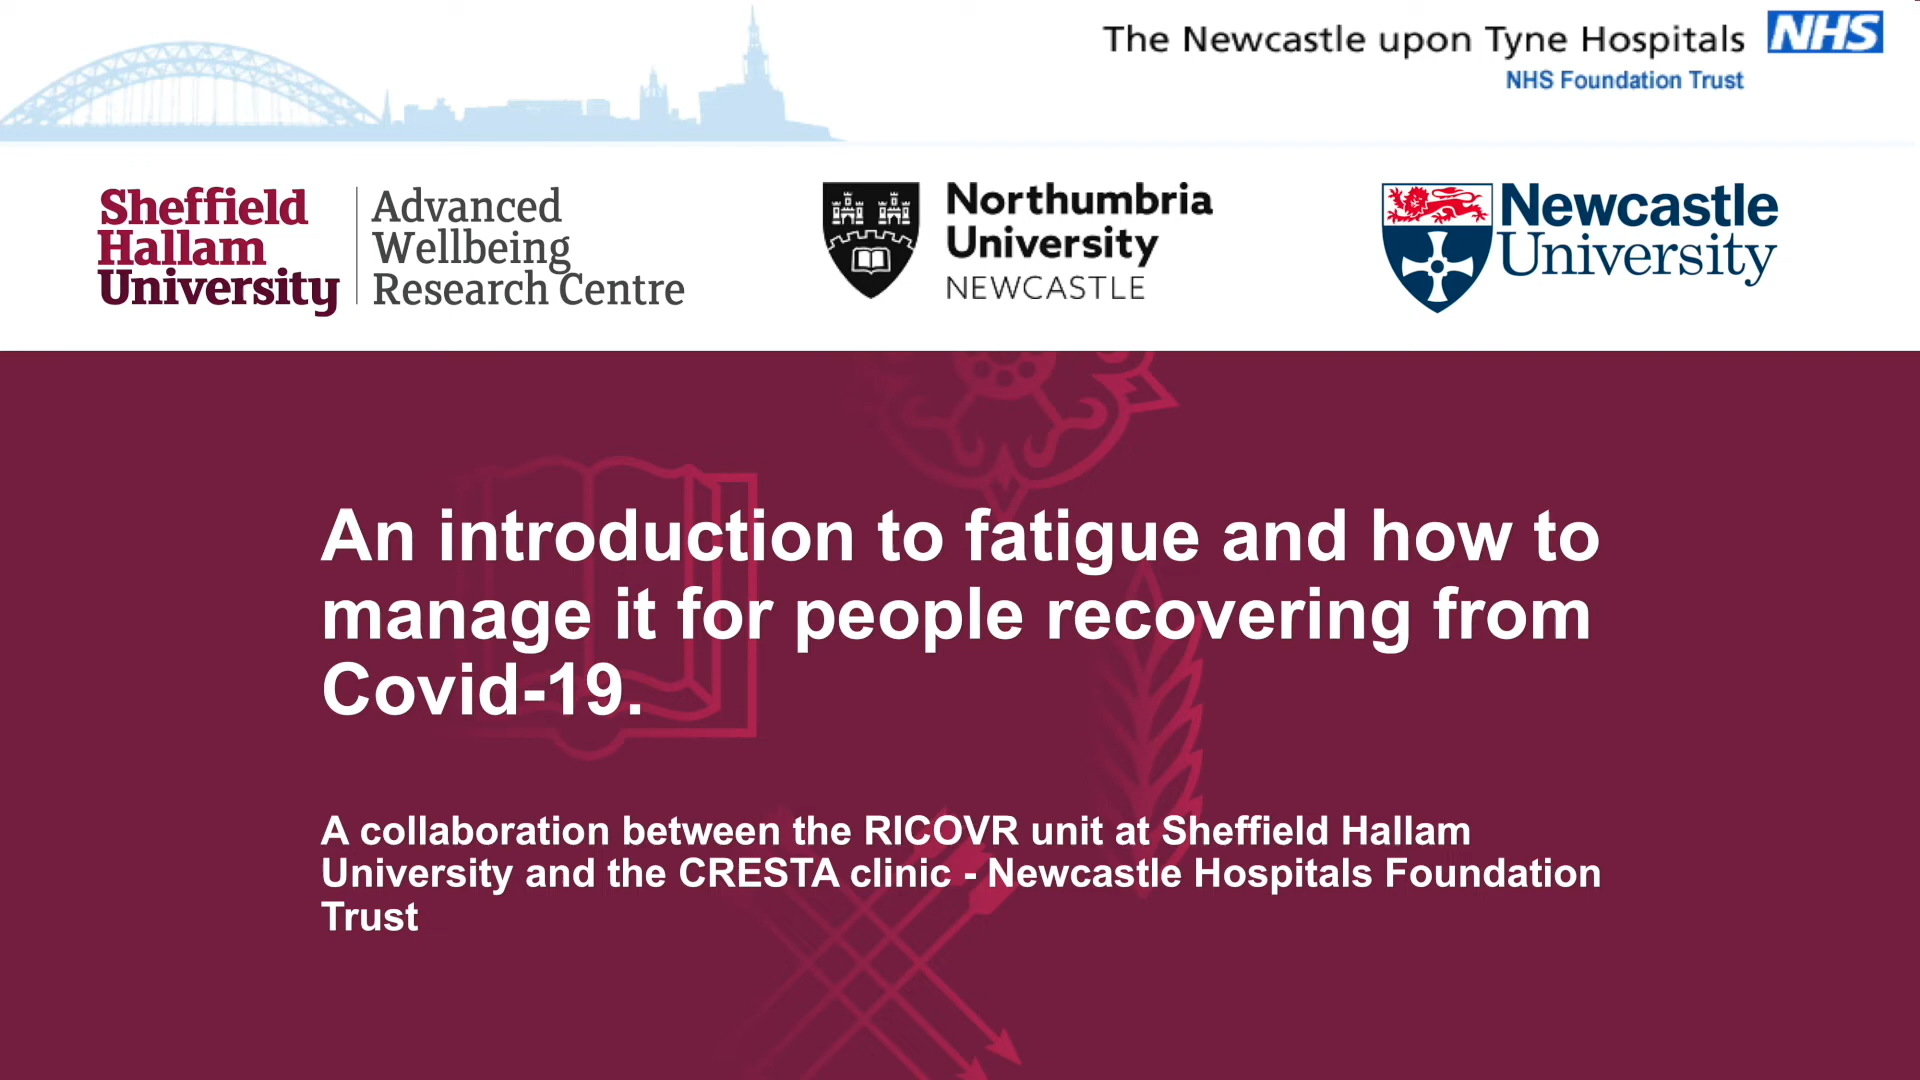 The Newcastle upon Tyne Hospitals NHS
NHS Foundation Trust
Sheffield
Hallam
University
Advanced
Wellbeing
Research Centre
Northumbria
University
NEWCASTLE
Newcastle
University
An introduction to fatigue and how to
manage it for people recovering from
Covid-19.
A collaboration between the RICOVR unit at Sheffield Hallam
University and the CRESTA clinic - Newcastle Hospitals Foundation
Trust